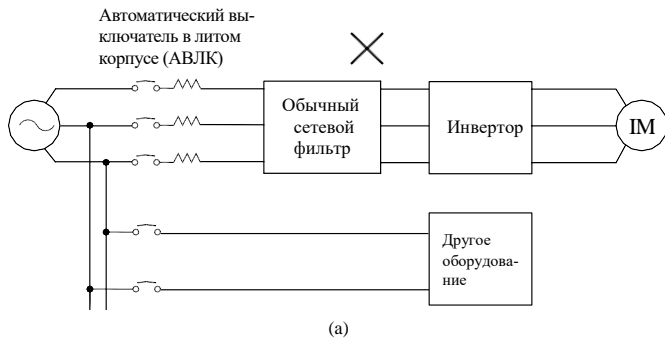 Автоматический вы-
ключатель в литом
корпусе (АВЛК)
Обычный
сетевой
фильтр
Инвертор
IM
Другое
оборудова-
ние
(a)